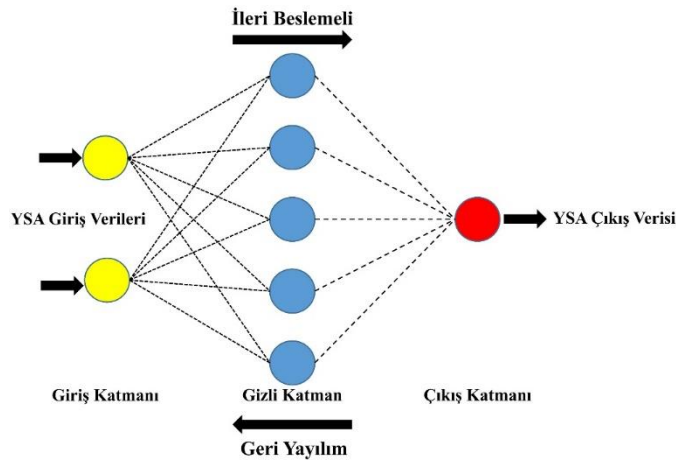 İleri Beslemeli
YSA Giriş Verileri
YSA Çıkış Verisi
Giriş Katmanı
Gizli Katman
Çıkış Katmanı
Geri Yayılım